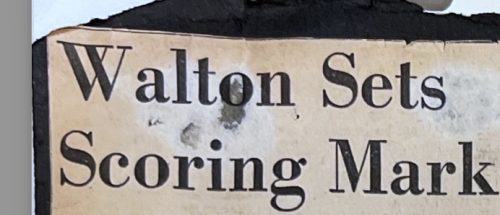 Walton Sets
Scoring Mark